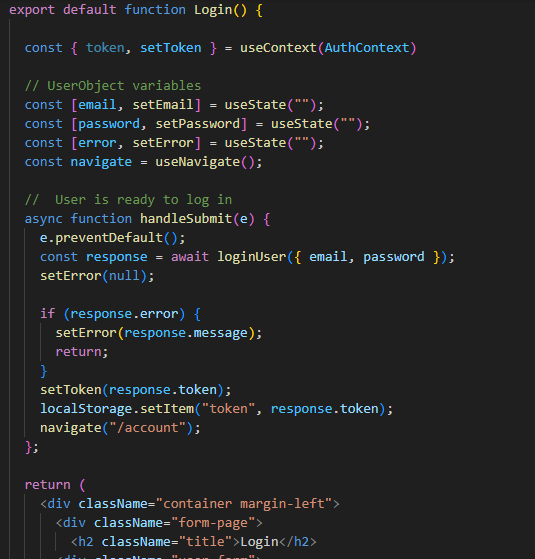 export default function Login() {
const { token, setToken } = useContext(AuthContext)
// UserObject variables
const [email, setEmail] = useState("");
const [password, setPassword] = useState("");
const [error, setError] = useState("");
const navigate = useNavigate();
//  User is ready to log in
async function handleSubmit(e) {
e.preventDefault();
const response = await loginUser({ email, password });
setError(null);
if (response.error) {
setError(response.message);
return;
}
setToken(response.token);
localStorage.setItem("token", response.token);
navigate("/account");
};
return (
<div className="container margin-left">
<div className="form-page">
<h2 className="title">Login</h2>